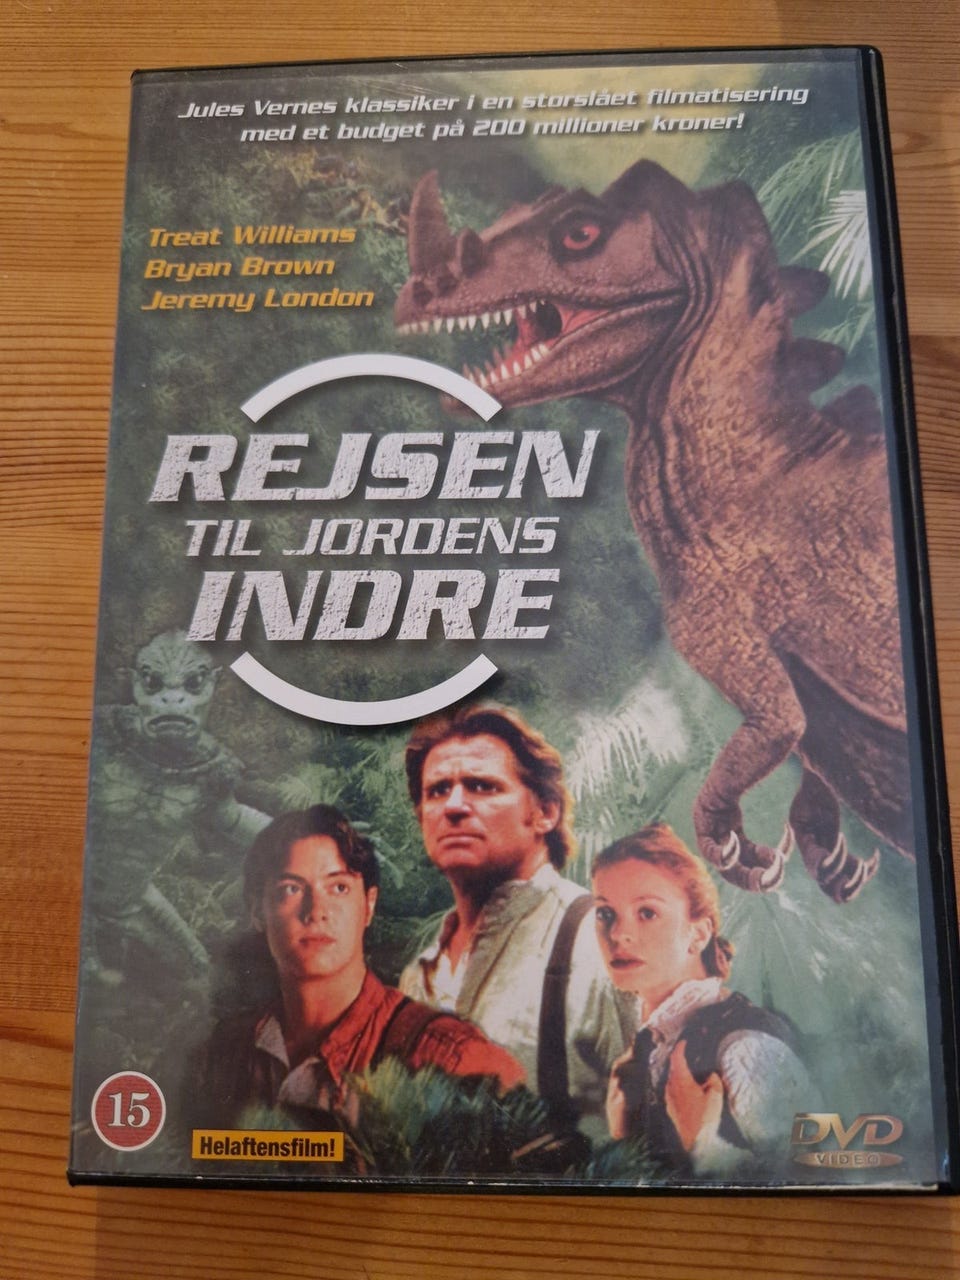 Jules Vernes klassiker i en storslået filmatisering
med et budget på 200 millioner kroner!
Treat Williams
Bryan Brown
Jeremy London
REJSEN
TIL JORDENS
INDRE
15
Helaftensfilm!
DVD
VIDEO